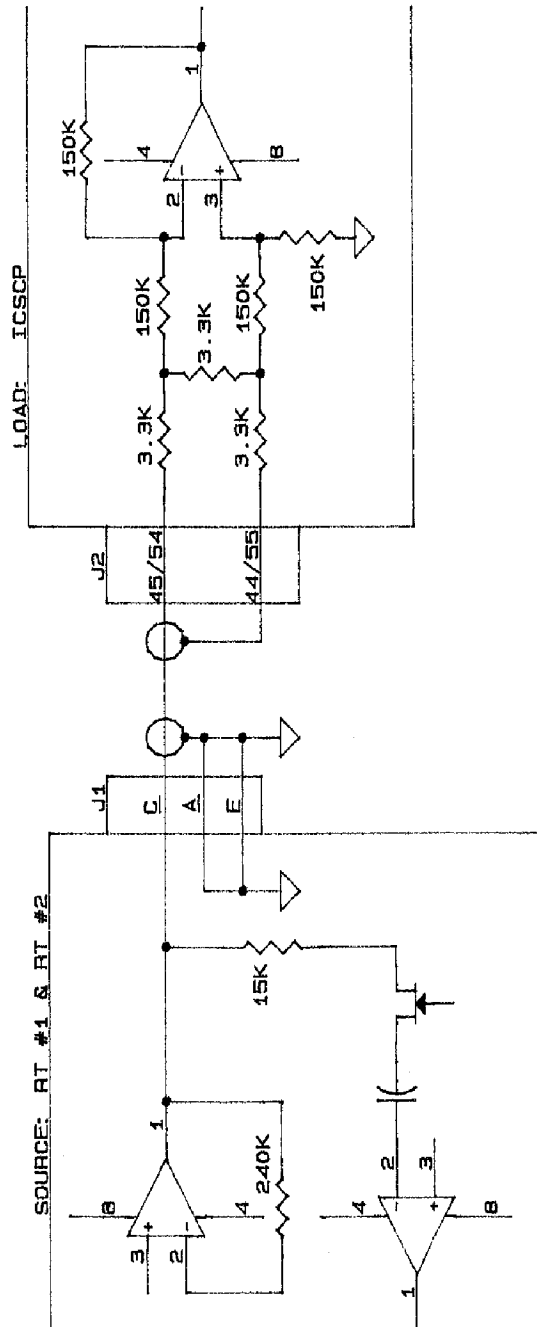 SOURCE: RT #1 & RT #2
8
3
2
4
1
240K
4
2
3
8
1
15K
J1
C
A
E
J2
45/54
44/55
LOAD: ICSCP
3.3K
3.3K
3.3K
150K
150K
150K
150K
2
3
4
8
1
-
+
-
+
-
+